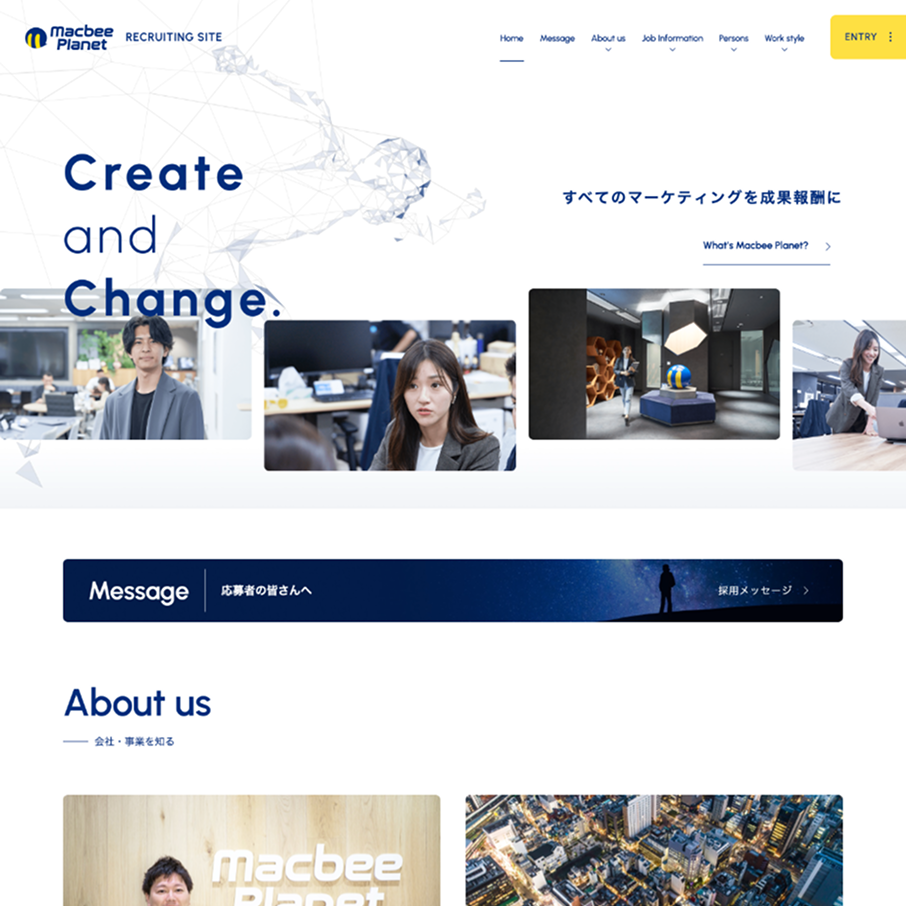 Macbee
Planet
RECRUITING SITE
Home
Message
About us
Job Information
Persons
Work style
ENTRY
Create
and
Change.
すべてのマーケティングを成果報酬に
What's Macbee Planet?
Message
応募者の皆さんへ
採用メッセージ
About us
会社・事業を知る
macbee
Planet